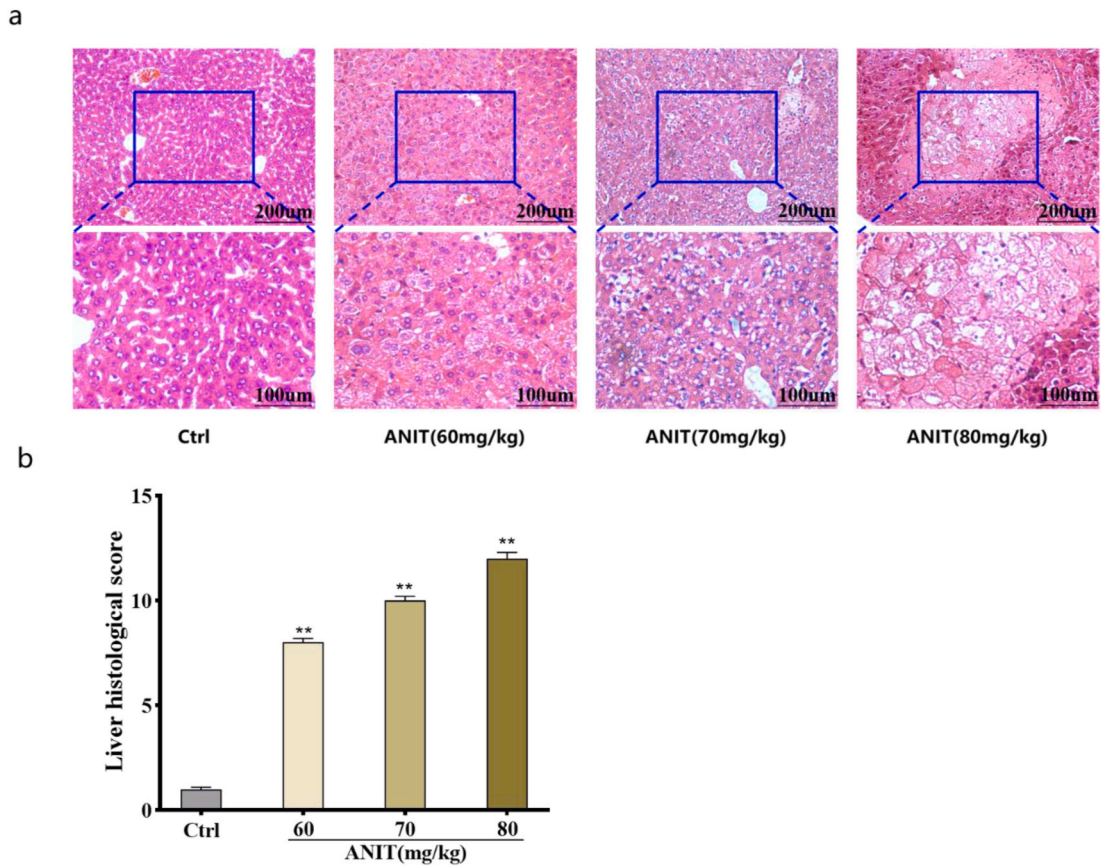 a
200um 200um 200um 200um
100um 100um 100um 100um
Ctrl ANIT(60mg/kg) ANIT(70mg/kg) ANIT(80mg/kg)
b
Liver histological score
15
10
5
0
** ** **
Ctrl 60 70 80
ANIT(mg/kg)